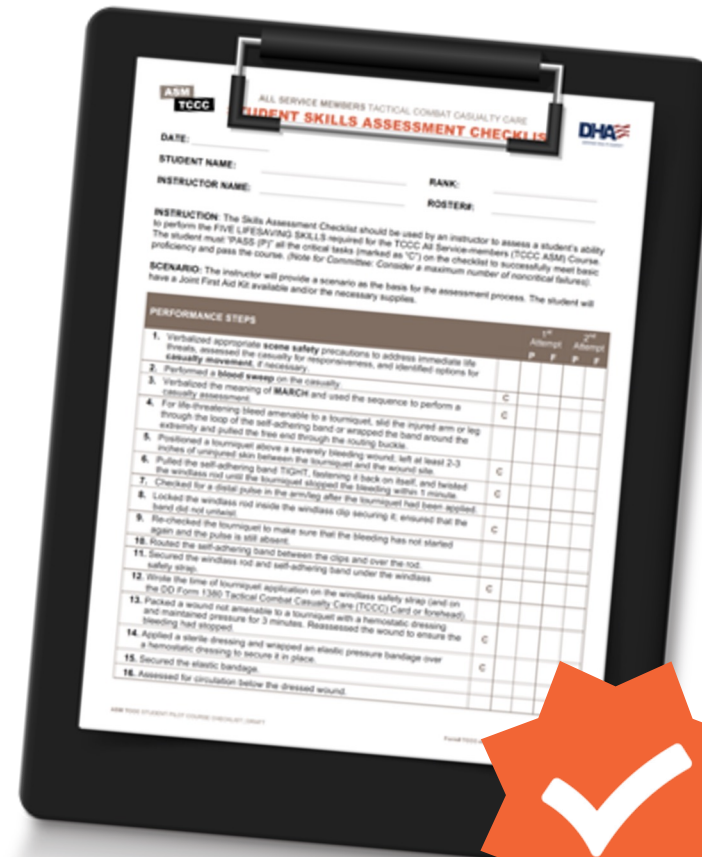 ASM
TCCC
ALL SERVICE MEMBERS TACTICAL COMBAT CASUALTY CARE
STUDENT SKILLS ASSESSMENT CHECKLIS
DHA
DATE:
STUDENT NAME:
RANK:
INSTRUCTOR NAME:
ROSTER#:
INSTRUCTION: The Skills Assessment Checklist should be used by an instructor to assess a student's ability
to perform the FIVE LIFESAVING SKILLS required for the TCCC All Service-members (TCCC ASM) Course.
The student must "PASS (P)" all the critical tasks (marked as "C") on the checklist to successfully meet basic
proficiency and pass the course. (Note for Committee: Consider a maximum number of noncritical failures).
SCENARIO: The instructor will provide a scenario as the basis for the assessment process. The student will
have a Joint First Aid Kit available and/or the necessary supplies.
PERFORMANCE STEPS
1st Attempt
2nd Attempt
P F P F
1. Verbalized appropriate scene safety precautions to address immediate life
threats, assessed the casualty for responsiveness, and identified options for
casualty movement, if necessary.
2. Performed a blood sweep on the casualty. C
3. Verbalized the meaning of MARCH and used the sequence to perform a
casualty assessment. C
4. For life-threatening bleed amenable to a tourniquet, slid the injured arm or leg
through the loop of the self-adhering band or wrapped the band around the
extremity and pulled the free end through the routing buckle.
5. Positioned a tourniquet above a severely bleeding wound, left at least 2-3
inches of uninjured skin between the tourniquet and the wound site. C
6. Pulled the self-adhering band TIGHT, fastening it back on itself, and twisted
the windlass rod until the tourniquet stopped the bleeding within 1 minute. C
7. Checked for a distal pulse in the arm/leg after the tourniquet had been applied.
8. Locked the windlass rod inside the windlass clip securing it; ensured that the
band did not untwist. C
9. Re-checked the tourniquet to make sure that the bleeding has not started
again and the pulse is still absent.
10. Routed the self-adhering band between the clips and over the rod.
11. Secured the windlass rod and self-adhering band under the windlass
safety strap. C
12. Wrote the time of tourniquet application on the windlass safety strap (and on
the DD Form 1380 Tactical Combat Casualty Care (TCCC) Card or forehead).
13. Packed a wound not amenable to a tourniquet with a hemostatic dressing
and maintained pressure for 3 minutes. Reassessed the wound to ensure the
bleeding had stopped. C
14. Applied a sterile dressing and wrapped an elastic pressure bandage over
a hemostatic dressing to secure it in place. C
15. Secured the elastic bandage.
16. Assessed for circulation below the dressed wound.
ASM TCCC STUDENT PILOT COURSE CHECKLIST_DRAFT